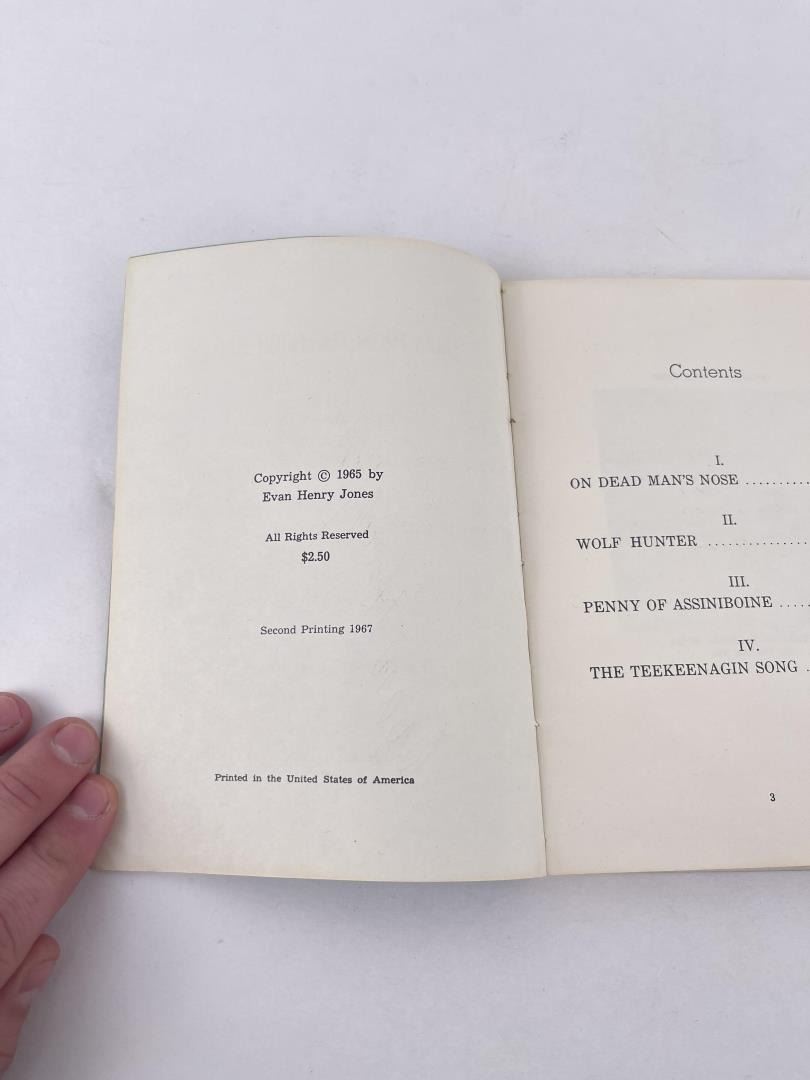 Copyright © 1965 by
Evan Henry Jones
All Rights Reserved
$2.50
Second Printing 1967
Printed in the United States of America
Contents
I.
ON DEAD MAN'S NOSE ..........
II.
WOLF HUNTER ...............
III.
PENNY OF ASSINIBOINE .....
IV.
THE TEEKEENAGIN SONG .
3